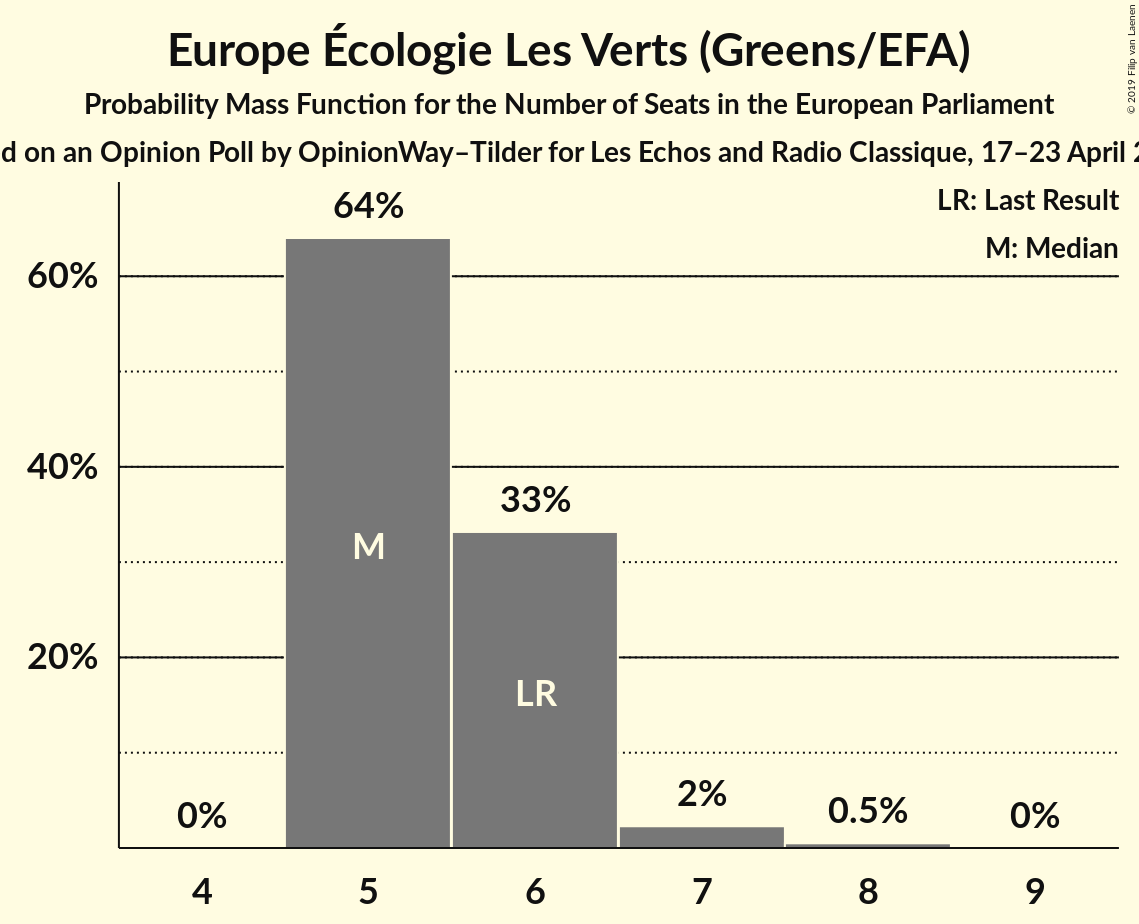 Europe Écologie Les Verts (Greens/EFA)
Probability Mass Function for the Number of Seats in the European Parliament
d on an Opinion Poll by OpinionWay–Tilder for Les Echos and Radio Classique, 17–23 April 2
© 2019 Filip van Laenen
LR: Last Result
M: Median
64%
60%
40%
33%
M
20%
LR
0%
2%
0.5%
0%
4 5 6 7 8 9